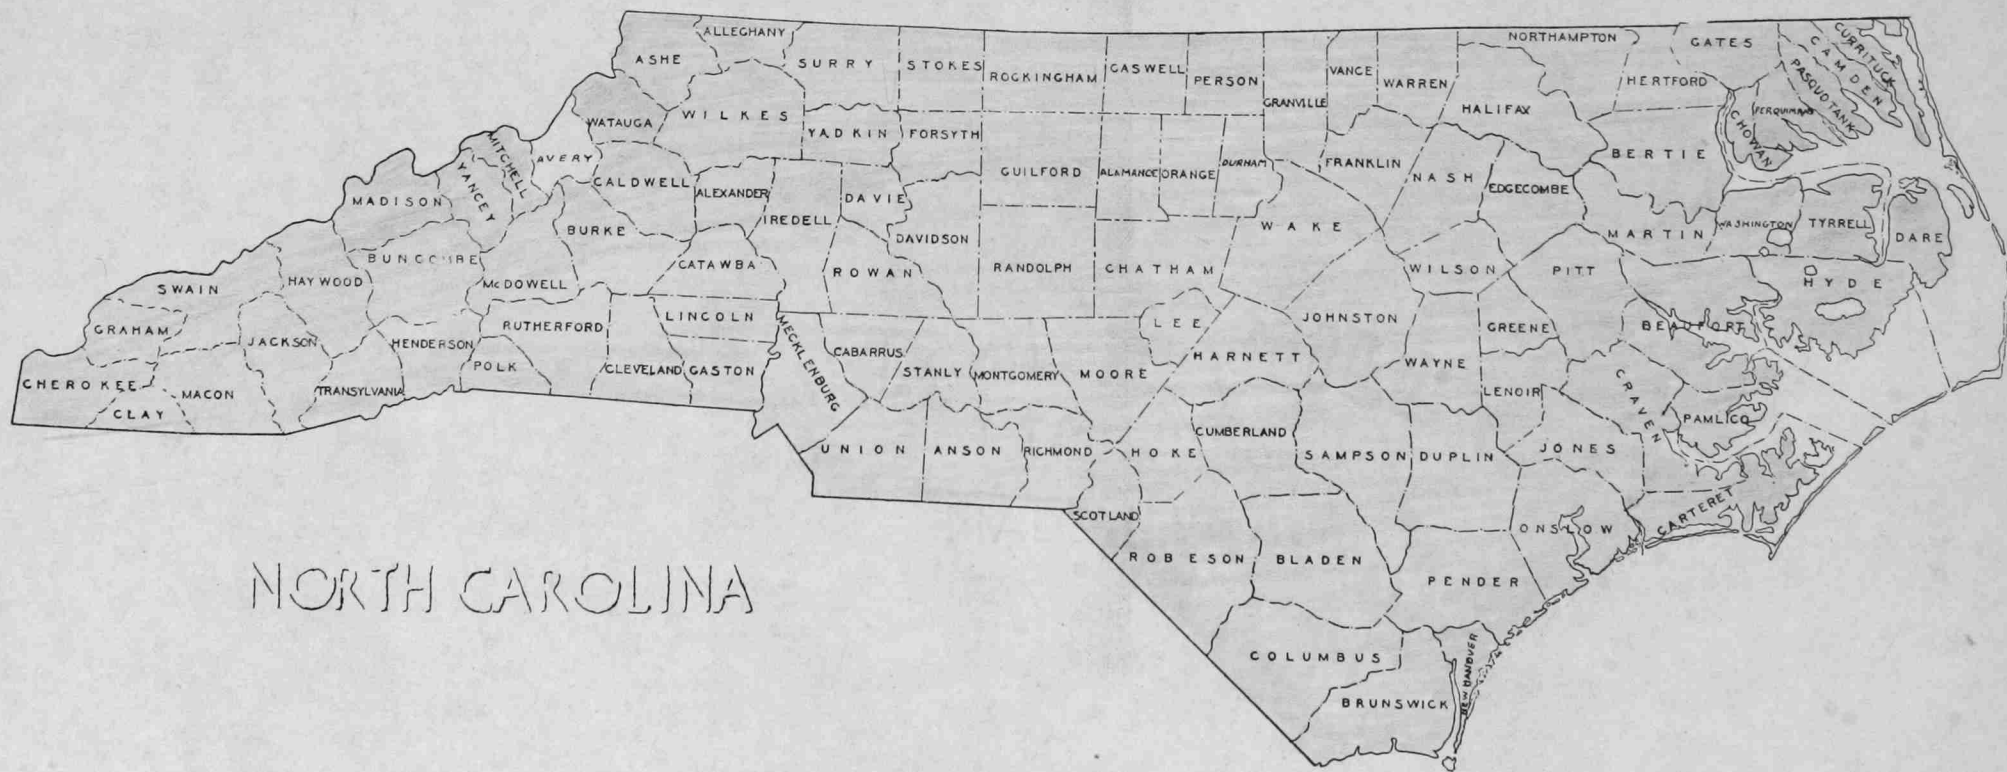 ALLEGHANY
ASHE
SURRY
STOKES
ROCKINGHAM
CASWELL
PERSON
GRANVILLE
VANCE
WARREN
NORTHAMPTON
GATES
CURRITUCK
CAMDEN
PASQUOTANK
PERQUIMANS
CHOWAN
HERTFORD
HALIFAX
WATAUGA
WILKES
YADKIN
FORSYTH
GUILFORD
ALAMANCE
ORANGE
DURHAM
FRANKLIN
NASH
EDGECOMBE
BERTIE
MITCHELL
AVERY
YANCEY
CALDWELL
ALEXANDER
IREDELL
DAVIE
MADISON
BURKE
DAVIDSON
WAKE
MARTIN
WASHINGTON
TYRRELL
DARE
BUNCOMBE
McDOWELL
CATAWBA
ROWAN
RANDOLPH
CHATHAM
WILSON
PITT
HYDE
SWAIN
HAYWOOD
RUTHERFORD
LINCOLN
LEE
JOHNSTON
GREENE
BEAUFORT
GRAHAM
JACKSON
HENDERSON
MECKLENBURG
CABARRUS
STANLY
MONTGOMERY
MOORE
HARNETT
WAYNE
CHEROKEE
MACON
TRANSYLVANIA
POLK
CLEVELAND
GASTON
LENOIR
CRAVEN
CLAY
PAMLICO
UNION
ANSON
RICHMOND
HOKE
CUMBERLAND
SAMPSON
DUPLIN
JONES
SCOTLAND
ONSLOW
CARTERET
ROBESON
BLADEN
PENDER
NORTH CAROLINA
COLUMBUS
NEW HANOVER
BRUNSWICK